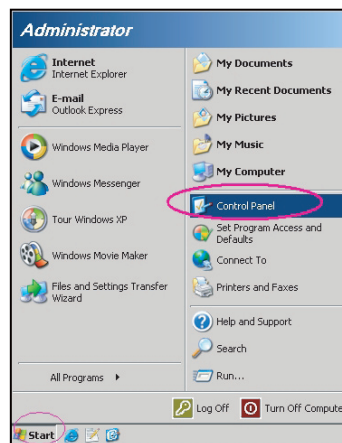 Administrator
Internet
Internet Explorer
E-mail
Outlook Express
Windows Media Player
Windows Messenger
Tour Windows XP
Windows Movie Maker
Files and Settings Transfer
Wizard
All Programs
My Documents
My Recent Documents
My Pictures
My Music
My Computer
Control Panel
Set Program Access and
Defaults
Connect To
Printers and Faxes
Help and Support
Search
Run...
Log Off
Turn Off Compute
Start